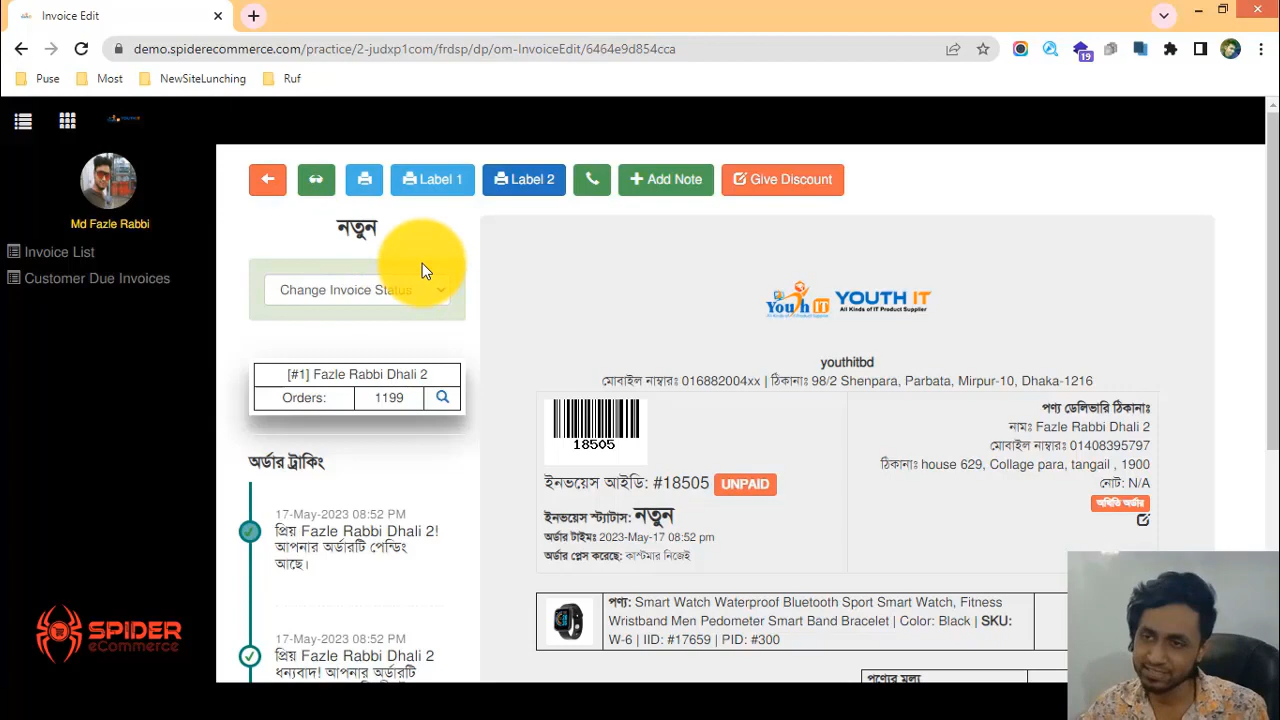 Invoice Edit
demo.spiderecommerce.com/practice/2-judxp1com/frdsp/dp/om-InvoiceEdit/6464e9d854cca
19
Puse
Most
NewSiteLunching
Ruf
Md Fazle Rabbi
Invoice List
Customer Due Invoices
SPIDER
eCommerce
Label 1
Label 2
Add Note
Give Discount
নতুন
Change Invoice Status
[#1] Fazle Rabbi Dhali 2
Orders: 1199
অর্ডার ট্রাকিং
17-May-2023 08:52 PM
প্রিয় Fazle Rabbi Dhali 2!
আপনার অর্ডারটি পেন্ডিং
আছে।
17-May-2023 08:52 PM
প্রিয় Fazle Rabbi Dhali 2
ধন্যবাদ! আপনার অর্ডারটি
Youth IT YOUTH IT
All Kinds of IT Product Supplier
youthitbd
মোবাইল নাম্বারঃ 016882004xx | ঠিকানাঃ 98/2 Shenpara, Parbata, Mirpur-10, Dhaka-1216
18505
ইনভয়েস আইডি: #18505 UNPAID
ইনভয়েস স্ট্যাটাস: নতুন
অর্ডার টাইমঃ 2023-May-17 08:52 pm
অর্ডার প্লেস করেছে: কাস্টমার নিজেই
পণ্য ডেলিভারি ঠিকানাঃ
নামঃ Fazle Rabbi Dhali 2
মোবাইল নাম্বারঃ 01408395797
ঠিকানাঃ house 629, Collage para, tangail , 1900
নোট: N/A
অতিথি অর্ডার
পণ্য: Smart Watch Waterproof Bluetooth Sport Smart Watch, Fitness
Wristband Men Pedometer Smart Band Bracelet | Color: Black | SKU:
W-6 | IID: #17659 | PID: #300
পণ্যের মূল্য